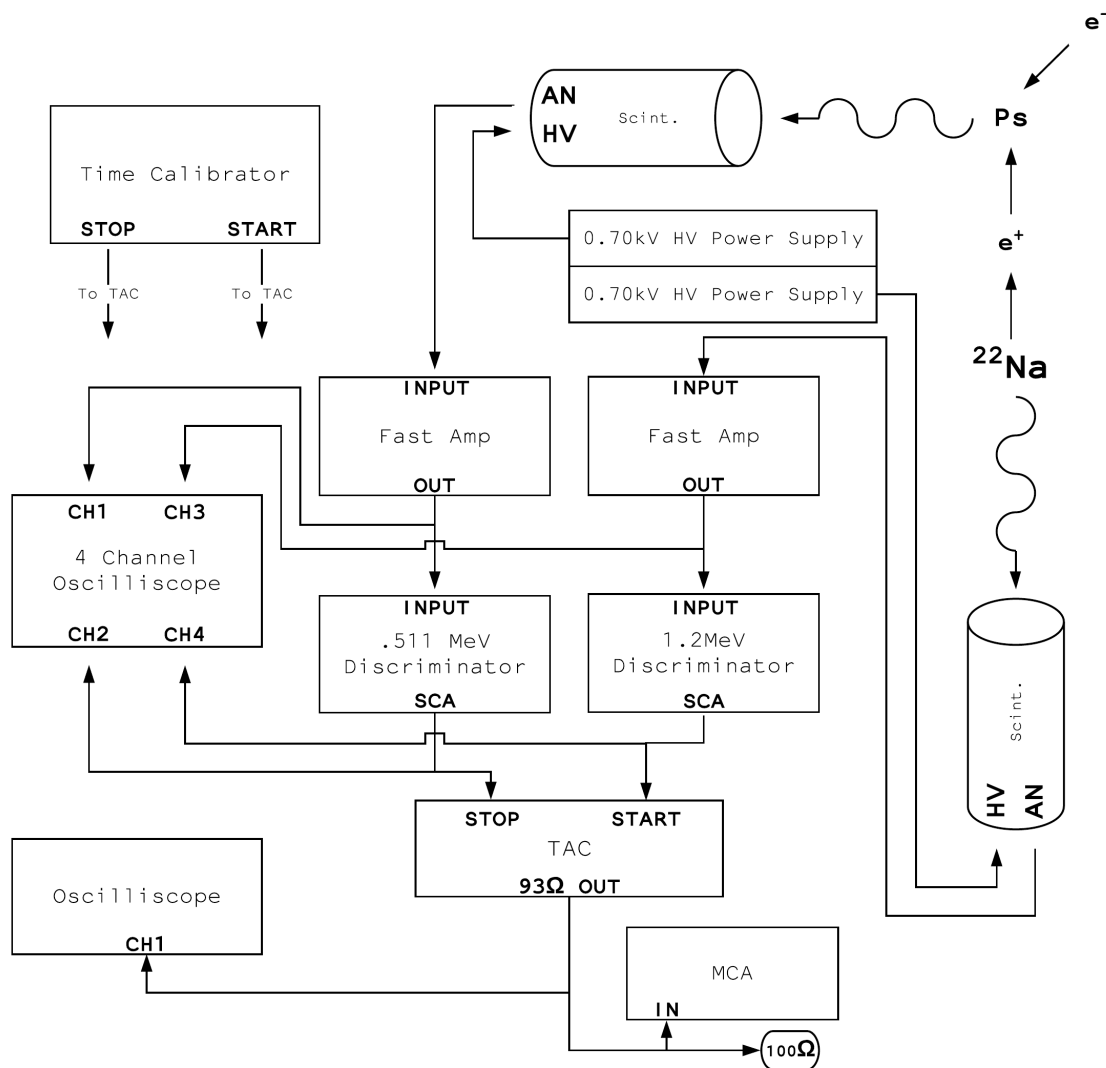 e⁻
AN
HV
Scint.
Ps
Time Calibrator
STOP START
To TAC To TAC
0.70kV HV Power Supply
0.70kV HV Power Supply
e⁺
²²Na
INPUT
Fast Amp
OUT
INPUT
Fast Amp
OUT
CH1 CH3
4 Channel
Oscilliscope
CH2 CH4
INPUT
.511 MeV
Discriminator
SCA
INPUT
1.2MeV
Discriminator
SCA
Scint.
HV
AN
STOP START
TAC
93Ω OUT
Oscilliscope
CH1
MCA
IN
100Ω